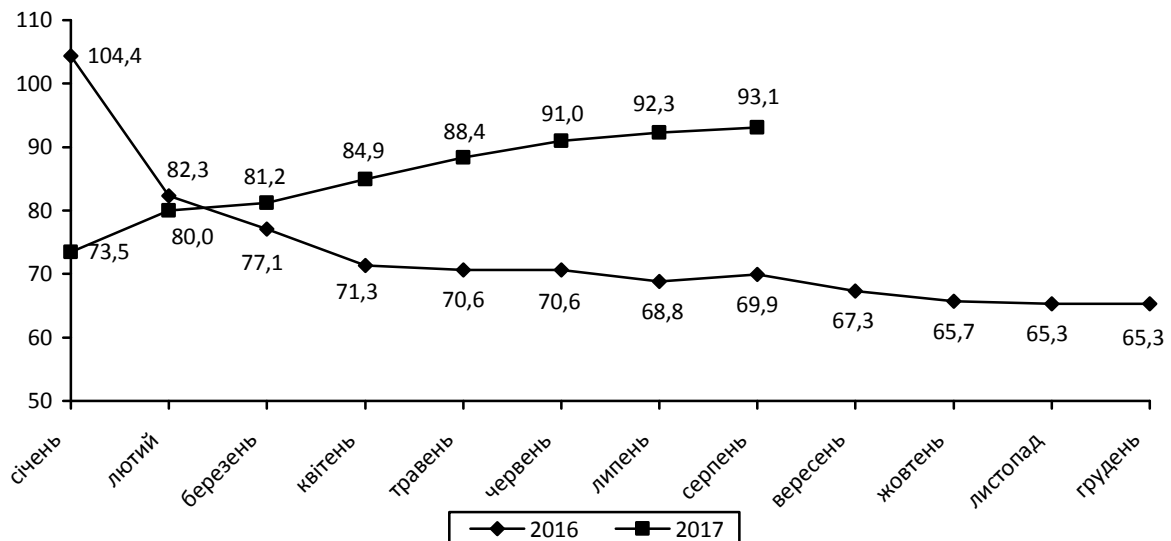 110
104,4
100
92,3
93,1
91,0
88,4
90
84,9
82,3
81,2
80
80,0
77,1
73,5
70
71,3
70,6
70,6
68,8
69,9
67,3
65,7
65,3
65,3
60
50
січень
лютий
березень
квітень
травень
червень
липень
серпень
вересень
жовтень
листопад
грудень
2016
2017